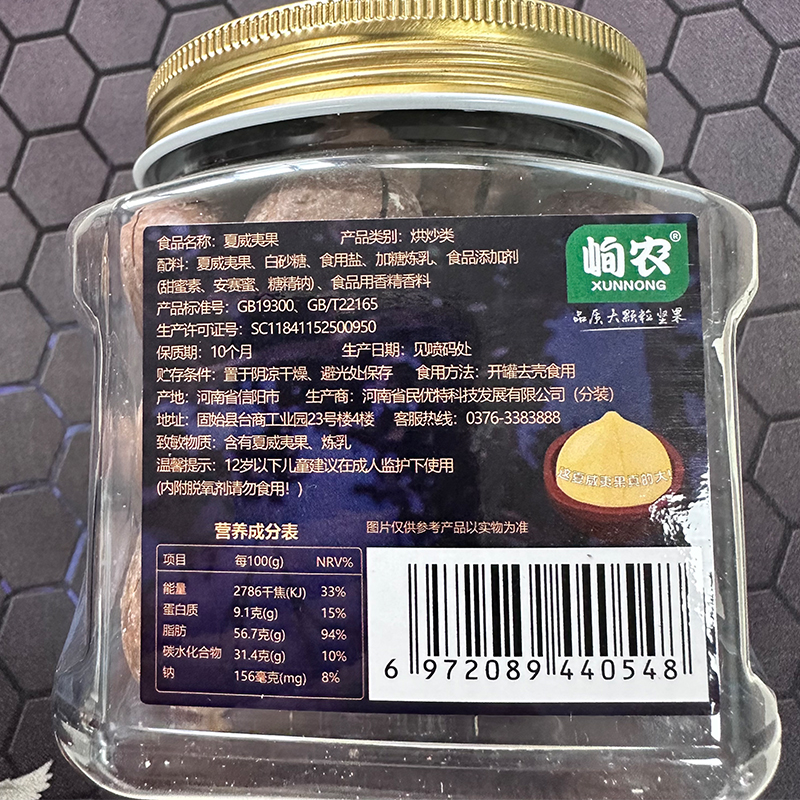 食品名称：夏威夷果 产品类别：烘炒类
配料：夏威夷果、白砂糖、食用盐、加糖炼乳、食品添加剂
(甜蜜素、安赛蜜、糖精钠)、食品用香精香料
产品标准号：GB19300、GB/T22165
生产许可证号：SC11841152500950
保质期：10个月 生产日期：见喷码处
贮存条件：置于阴凉干燥、避光处保存 食用方法：开罐去壳食用
产地：河南省信阳市 生产商：河南省民优特科技发展有限公司（分装）
地址：固始县台商工业园23号楼4楼 客服热线：0376-3383888
致敏物质：含有夏威夷果、炼乳
温馨提示：12岁以下儿童建议在成人监护下使用
(内附脱氧剂请勿食用！)
峋农®
XUNNONG
品质大颗粒坚果
这夏威夷果真的大
图片仅供参考产品以实物为准
营养成分表
项目 每100(g) NRV%
能量 2786千焦(KJ) 33%
蛋白质 9.1克(g) 15%
脂肪 56.7克(g) 94%
碳水化合物 31.4克(g) 10%
钠 156毫克(mg) 8%
6 972089 440548